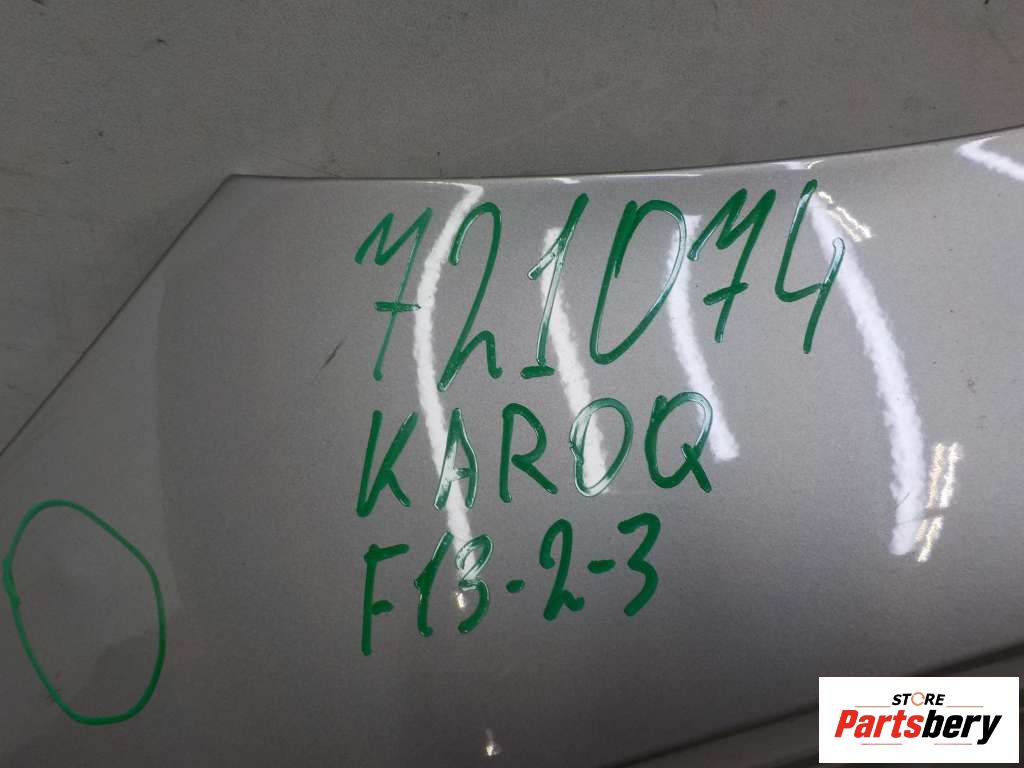 721074
KAROQ
F13-2-3
STORE
Partsbery